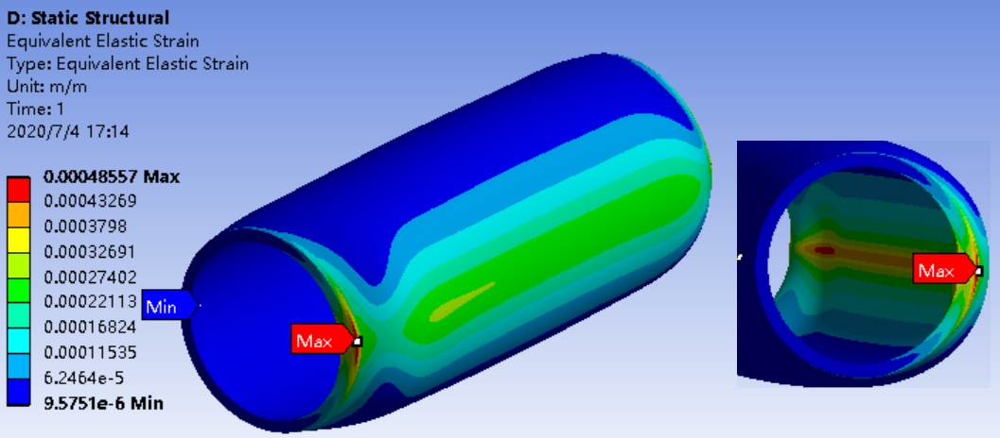 D: Static Structural
Equivalent Elastic Strain
Type: Equivalent Elastic Strain
Unit: m/m
Time: 1
2020/7/4 17:14
0.00048557 Max
0.00043269
0.0003798
0.00032691
0.00027402
0.00022113
0.00016824
0.00011535
6.2464e-5
9.5751e-6 Min
Min
Max
Max